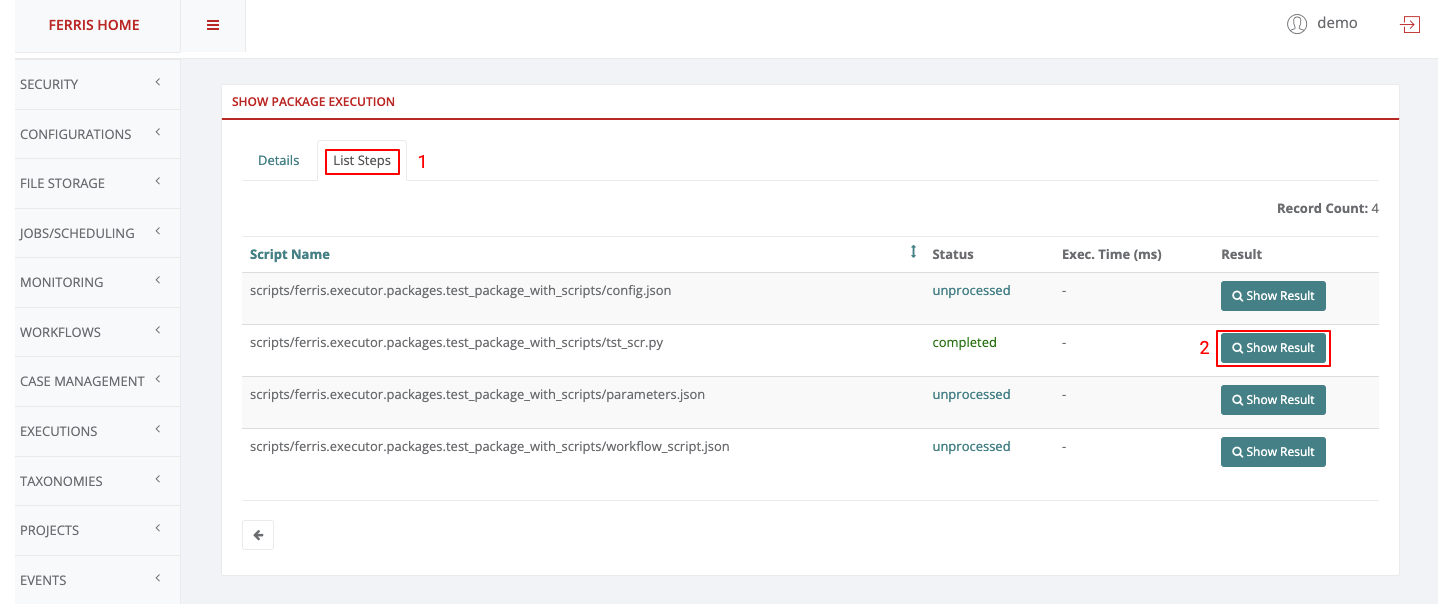 FERRIS HOME
demo
SECURITY
CONFIGURATIONS
FILE STORAGE
JOBS/SCHEDULING
MONITORING
WORKFLOWS
CASE MANAGEMENT
EXECUTIONS
TAXONOMIES
PROJECTS
EVENTS
SHOW PACKAGE EXECUTION
Details List Steps 1
Record Count: 4
Script Name Status Exec. Time (ms) Result
scripts/ferris.executor.packages.test_package_with_scripts/config.json unprocessed - Show Result
scripts/ferris.executor.packages.test_package_with_scripts/tst_scr.py completed - 2 Show Result
scripts/ferris.executor.packages.test_package_with_scripts/parameters.json unprocessed - Show Result
scripts/ferris.executor.packages.test_package_with_scripts/workflow_script.json unprocessed - Show Result